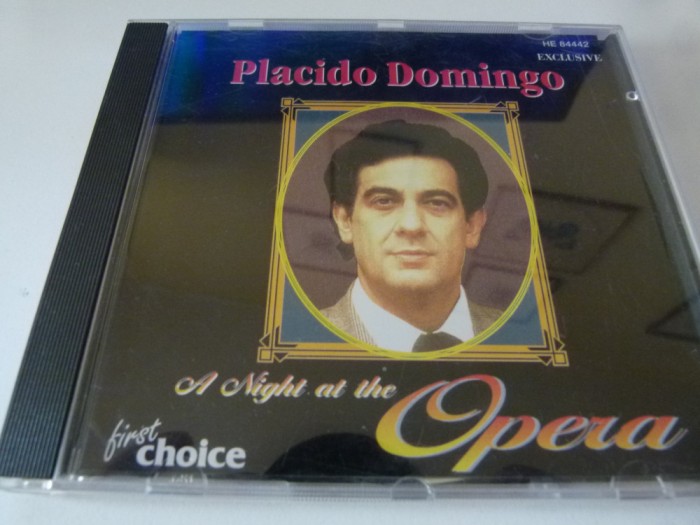 HE 84442
EXCLUSIVE
Placido Domingo
A Night at the
Opera
first
choice